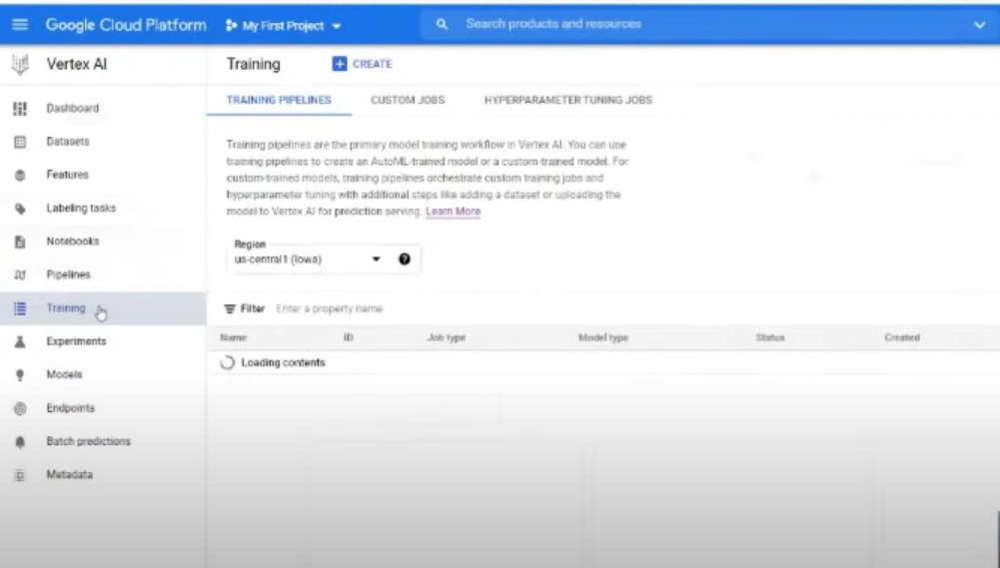 Google Cloud Platform
My First Project
Search products and resources
Vertex AI
Training
CREATE
Dashboard
Datasets
Features
Labeling tasks
Notebooks
Pipelines
Training
Experiments
Models
Endpoints
Batch predictions
Metadata
TRAINING PIPELINES
CUSTOM JOBS
HYPERPARAMETER TUNING JOBS
Training pipelines are the primary model training workflow in Vertex AI. You can use
training pipelines to create an AutoML-trained model or a custom-trained model. For
custom-trained models, training pipelines orchestrate custom training jobs and
hyperparameter tuning with additional steps like adding a dataset or uploading the
model to Vertex AI for prediction serving. Learn More
Region
us-central1 (Iowa)
Filter Enter a property name
Name ID Job type Model type Status Created
Loading contents